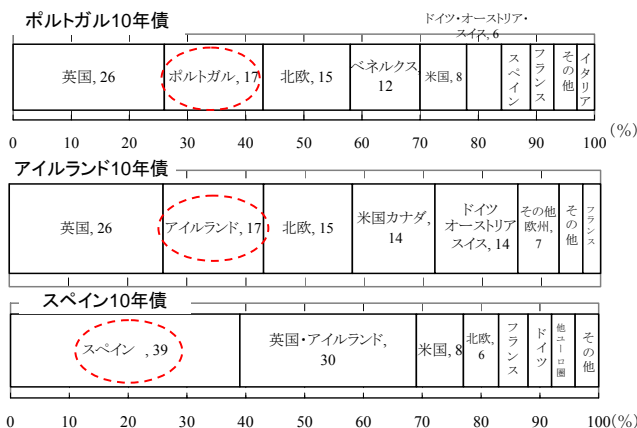 ポルトガル10年債
ドイツ・オーストリア・
スイス, 6
英国, 26
ポルトガル, 17
北欧, 15
ベネルクス,
12
米国, 8
スペイン
フランス
その他
イタリア
0 10 20 30 40 50 60 70 80 90 100
(%)
アイルランド10年債
英国, 26
アイルランド, 17
北欧, 15
米国カナダ,
14
ドイツ
オーストリア
スイス, 14
その他
欧州,
7
その他
フランス
スペイン10年債
スペイン , 39
英国・アイルランド,
30
米国, 8
北欧,
6
フランス
ドイツ
他ユーロ圏
その他
0 10 20 30 40 50 60 70 80 90 100
(%)